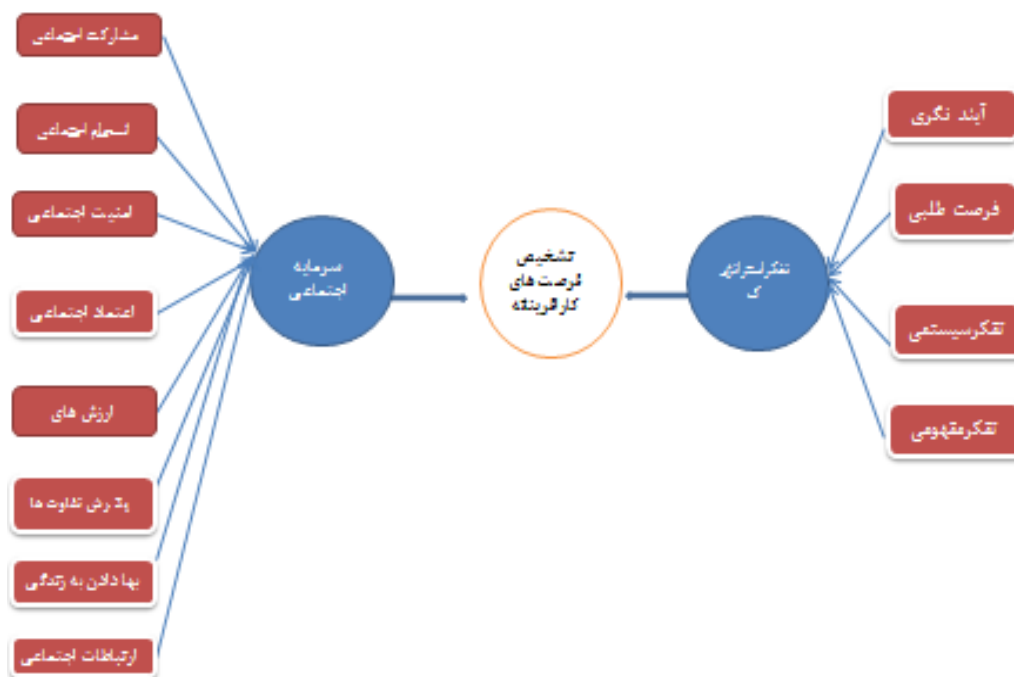 مشارکت اجتماعی
انسجام اجتماعی
امنیت اجتماعی
اعتماد اجتماعی
ارزش های
پذیرش تفاوت ها
بها دادن به زندگی
ارتباطات اجتماعی
سرمایه
اجتماعی
تشخیص
فرصت های
کارآفرینانه
تفکراستراتژی
ک
آیند نگری
فرصت طلبی
تفکرسیستمی
تفکرمفهومی